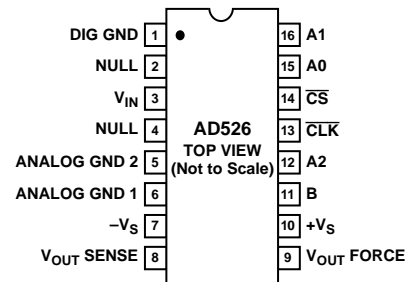 DIG GND 1
NULL 2
VIN 3
NULL 4
ANALOG GND 2 5
ANALOG GND 1 6
–VS 7
VOUT SENSE 8
AD526
TOP VIEW
(Not to Scale)
16 A1
15 A0
14 C̅S̅
13 C̅L̅K̅
12 A2
11 B
10 +VS
9 VOUT FORCE